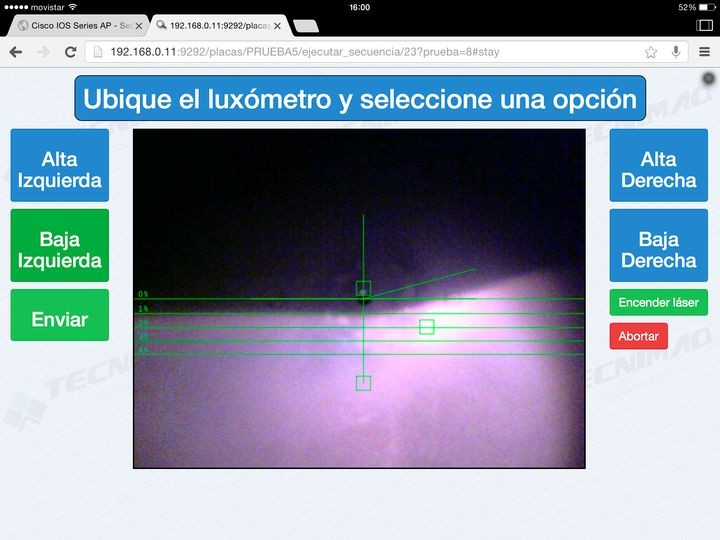 movistar
16:00
52%
Cisco IOS Series AP - Sec
192.168.0.11:9292/placas
192.168.0.11:9292/placas/PRUEBA5/ejecutar_secuencia/23?prueba=8#stay
Ubique el luxómetro y seleccione una opción
Alta
Izquierda
Baja
Izquierda
Enviar
0%
1%
2%
3%
4%
Alta
Derecha
Baja
Derecha
Encender láser
Abortar
TECNIMAQ